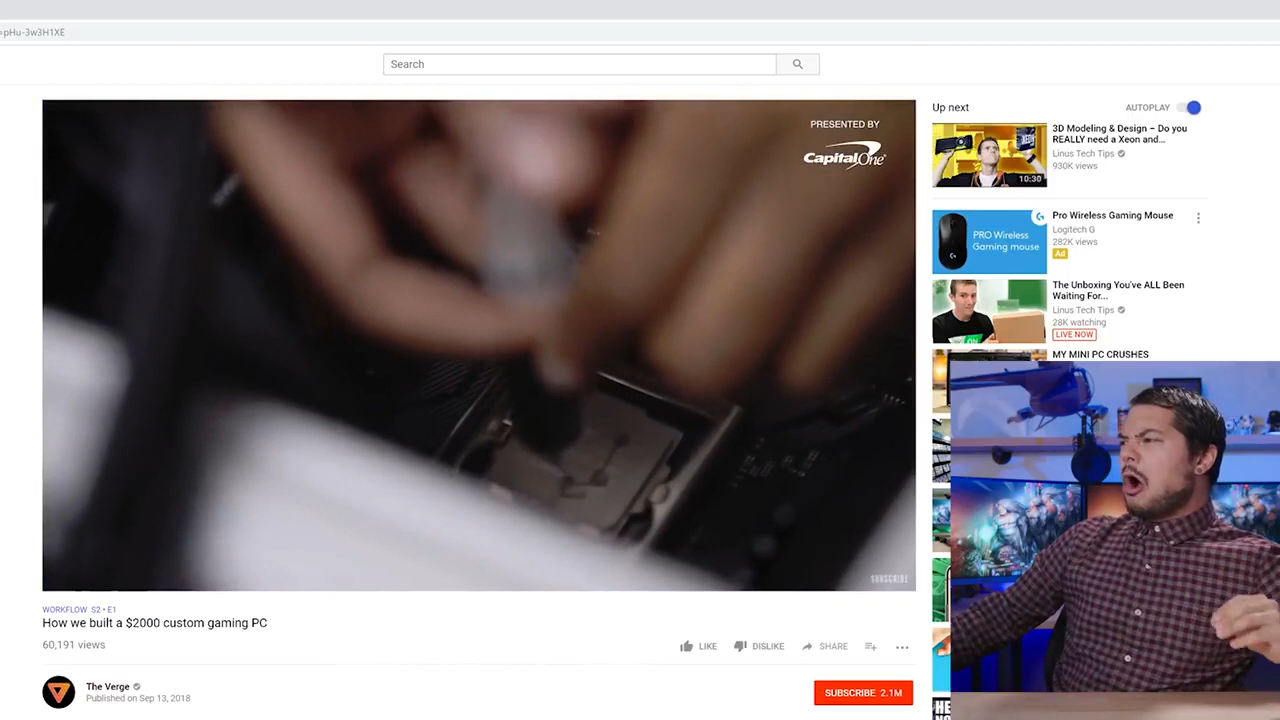 =pHu-3w3H1XE
Search
PRESENTED BY
Capital One
SUBSCRIBE
WORKFLOW S2 • E1
How we built a $2000 custom gaming PC
60,191 views
LIKE
DISLIKE
SHARE
The Verge
Published on Sep 13, 2018
SUBSCRIBE 2.1M
Up next
AUTOPLAY
3D Modeling & Design – Do you
REALLY need a Xeon and...
Linus Tech Tips
930K views
10:30
Pro Wireless Gaming Mouse
Logitech G
282K views
Ad
PRO Wireless
Gaming mouse
The Unboxing You've ALL Been
Waiting For...
Linus Tech Tips
28K watching
LIVE NOW
MY MINI PC CRUSHES